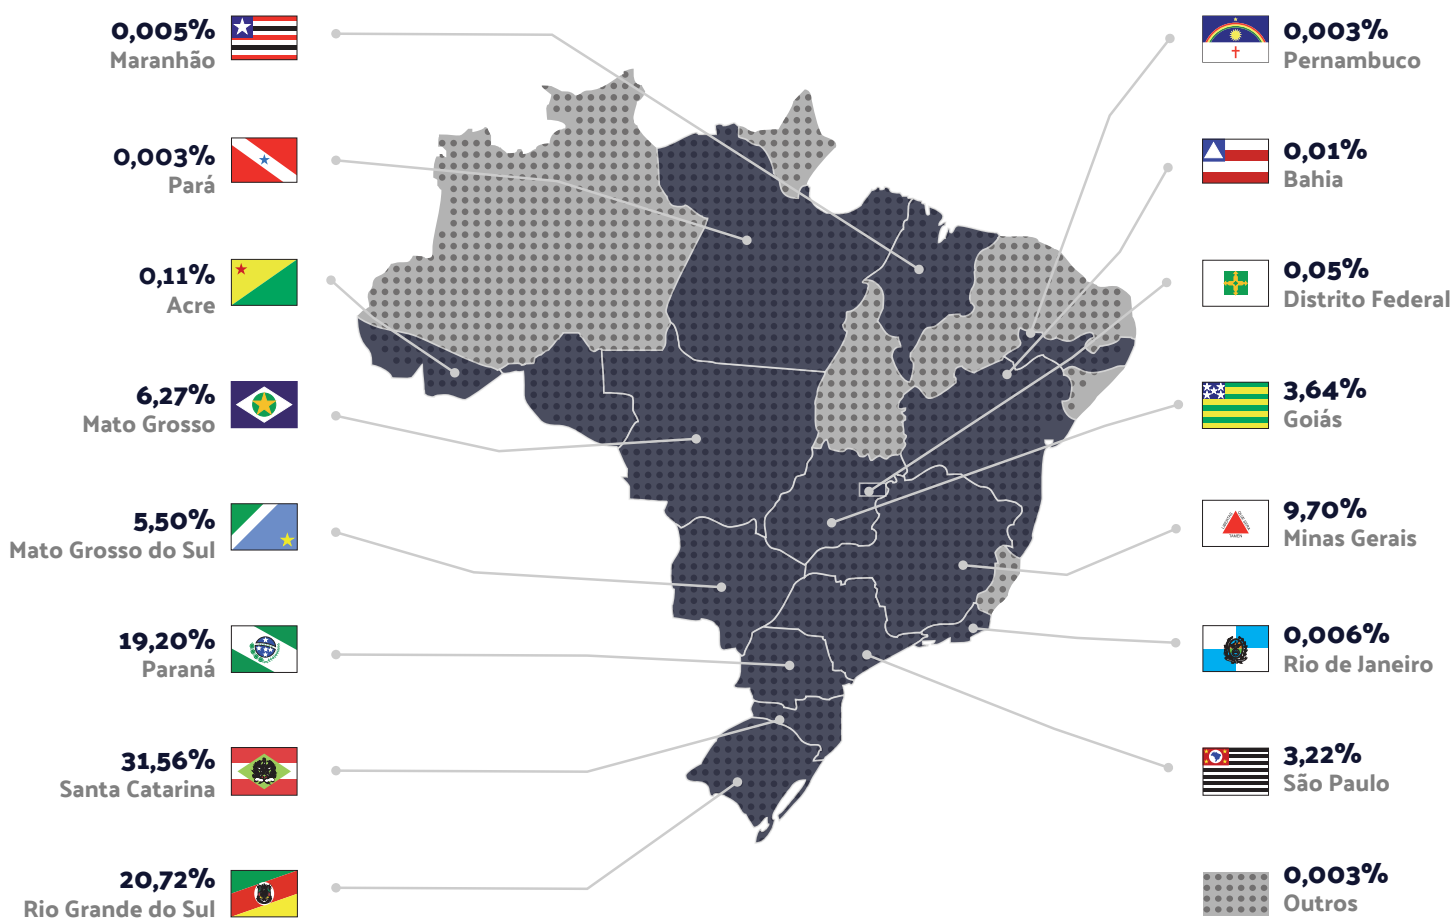 0,005%
Maranhão
0,003%
Pará
0,11%
Acre
6,27%
Mato Grosso
5,50%
Mato Grosso do Sul
19,20%
Paraná
31,56%
Santa Catarina
20,72%
Rio Grande do Sul
0,003%
Pernambuco
0,01%
Bahia
0,05%
Distrito Federal
3,64%
Goiás
9,70%
Minas Gerais
0,006%
Rio de Janeiro
3,22%
São Paulo
0,003%
Outros